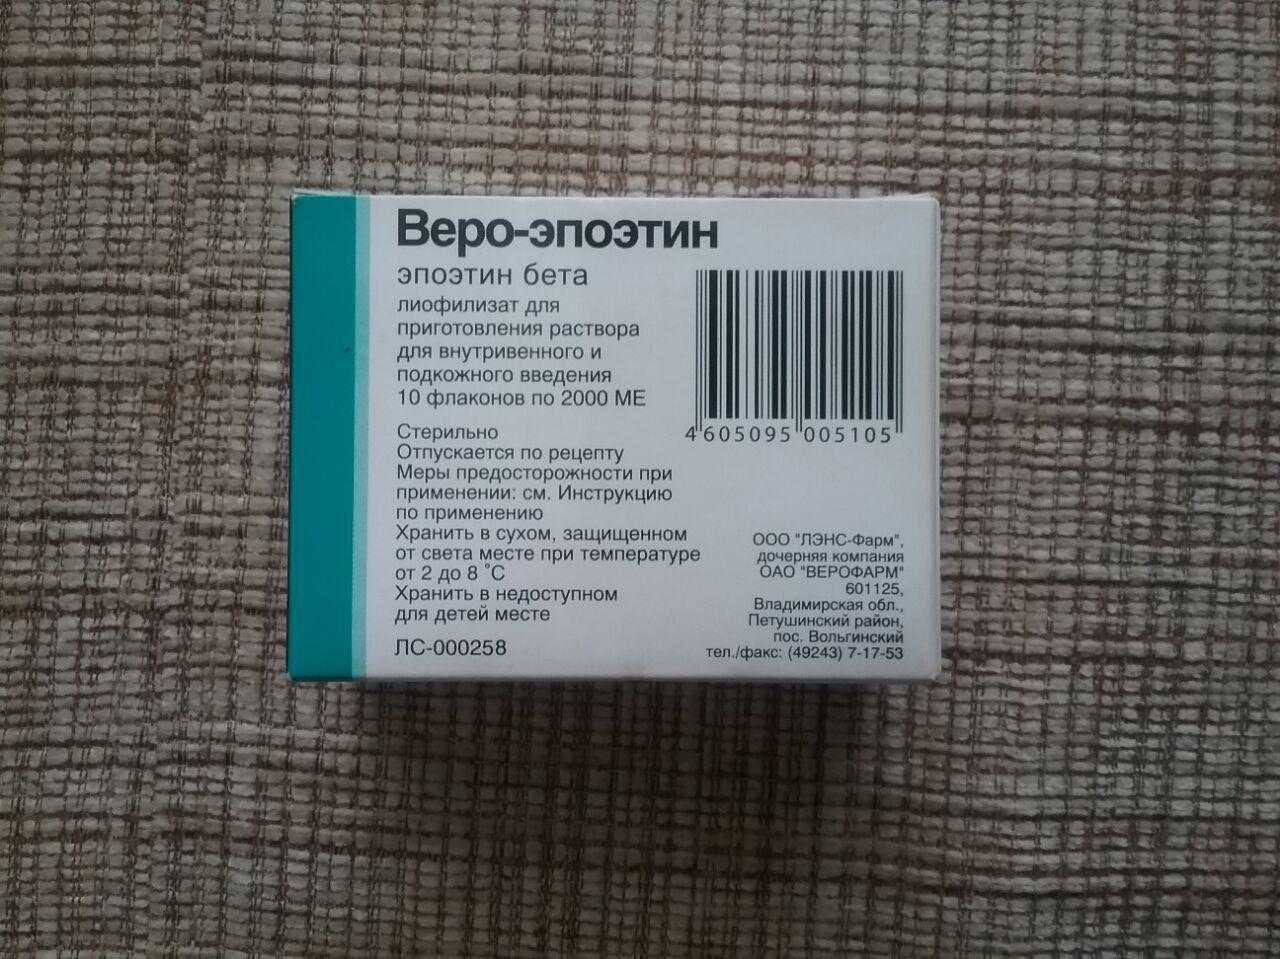 Веро-эпоэтин
эпоэтин бета
лиофилизат для
приготовления раствора
для внутривенного и
подкожного введения
10 флаконов по 2000 МЕ
4 605095 005105
Стерильно
Отпускается по рецепту
Меры предосторожности при
применении: см. Инструкцию
по применению
Хранить в сухом, защищенном
от света месте при температуре
от 2 до 8 °С
Хранить в недоступном
для детей месте
ЛС-000258
ООО "ЛЭНС-Фарм",
дочерняя компания
ОАО "ВЕРОФАРМ"
601125,
Владимирская обл.,
Петушинский район,
пос. Вольгинский
тел./факс: (49243) 7-17-53